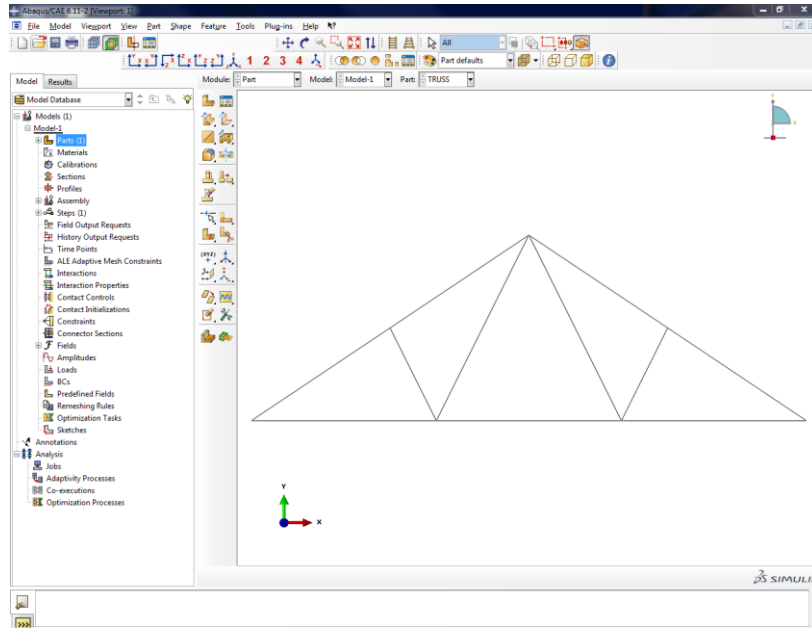 Abaqus/CAE 6.11-2 [Viewport: 1]
File Model Viewport View Part Shape Feature Tools Plug-ins Help
All
1 2 3 4 Part defaults
Model Results Module: Part Model: Model-1 Part: TRUSS
Model Database
Models (1)
Model-1
Parts (1)
Materials
Calibrations
Sections
Profiles
Assembly
Steps (1)
Field Output Requests
History Output Requests
Time Points
ALE Adaptive Mesh Constraints
Interactions
Interaction Properties
Contact Controls
Contact Initializations
Constraints
Connector Sections
Fields
Amplitudes
Loads
BCs
Predefined Fields
Remeshing Rules
Optimization Tasks
Sketches
Annotations
Analysis
Jobs
Adaptivity Processes
Co-executions
Optimization Processes
(XYZ)
Y
X
SIMULI
>>>